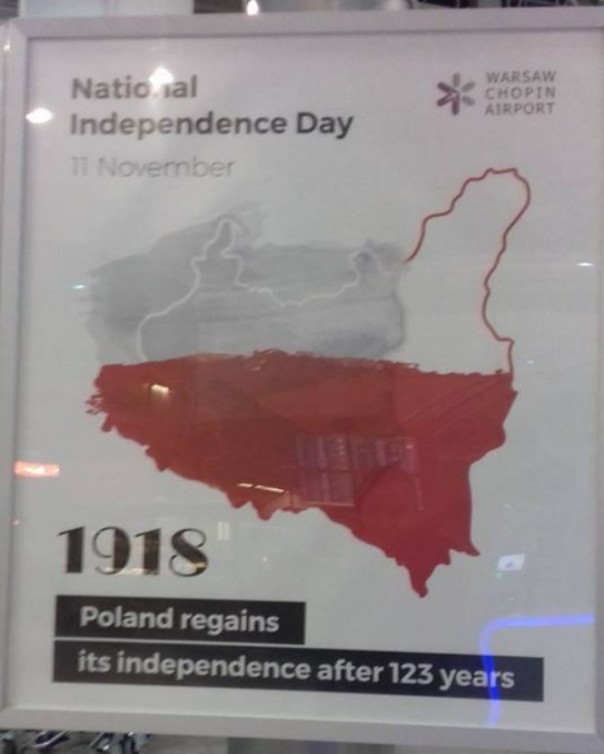 National
Independence Day
11 November
WARSAW
CHOPIN
AIRPORT
1918
Poland regains
its independence after 123 years